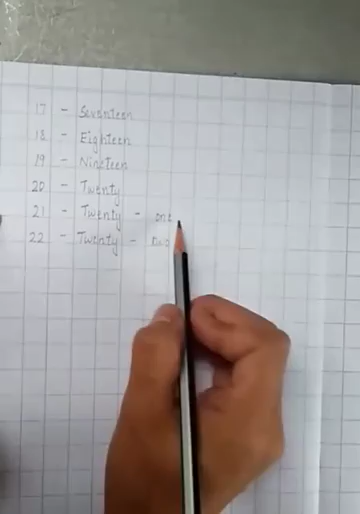 17 - Seventeen
18 - Eighteen
19 - Nineteen
20 - Twenty
21 - Twenty - one
22 - Twenty -